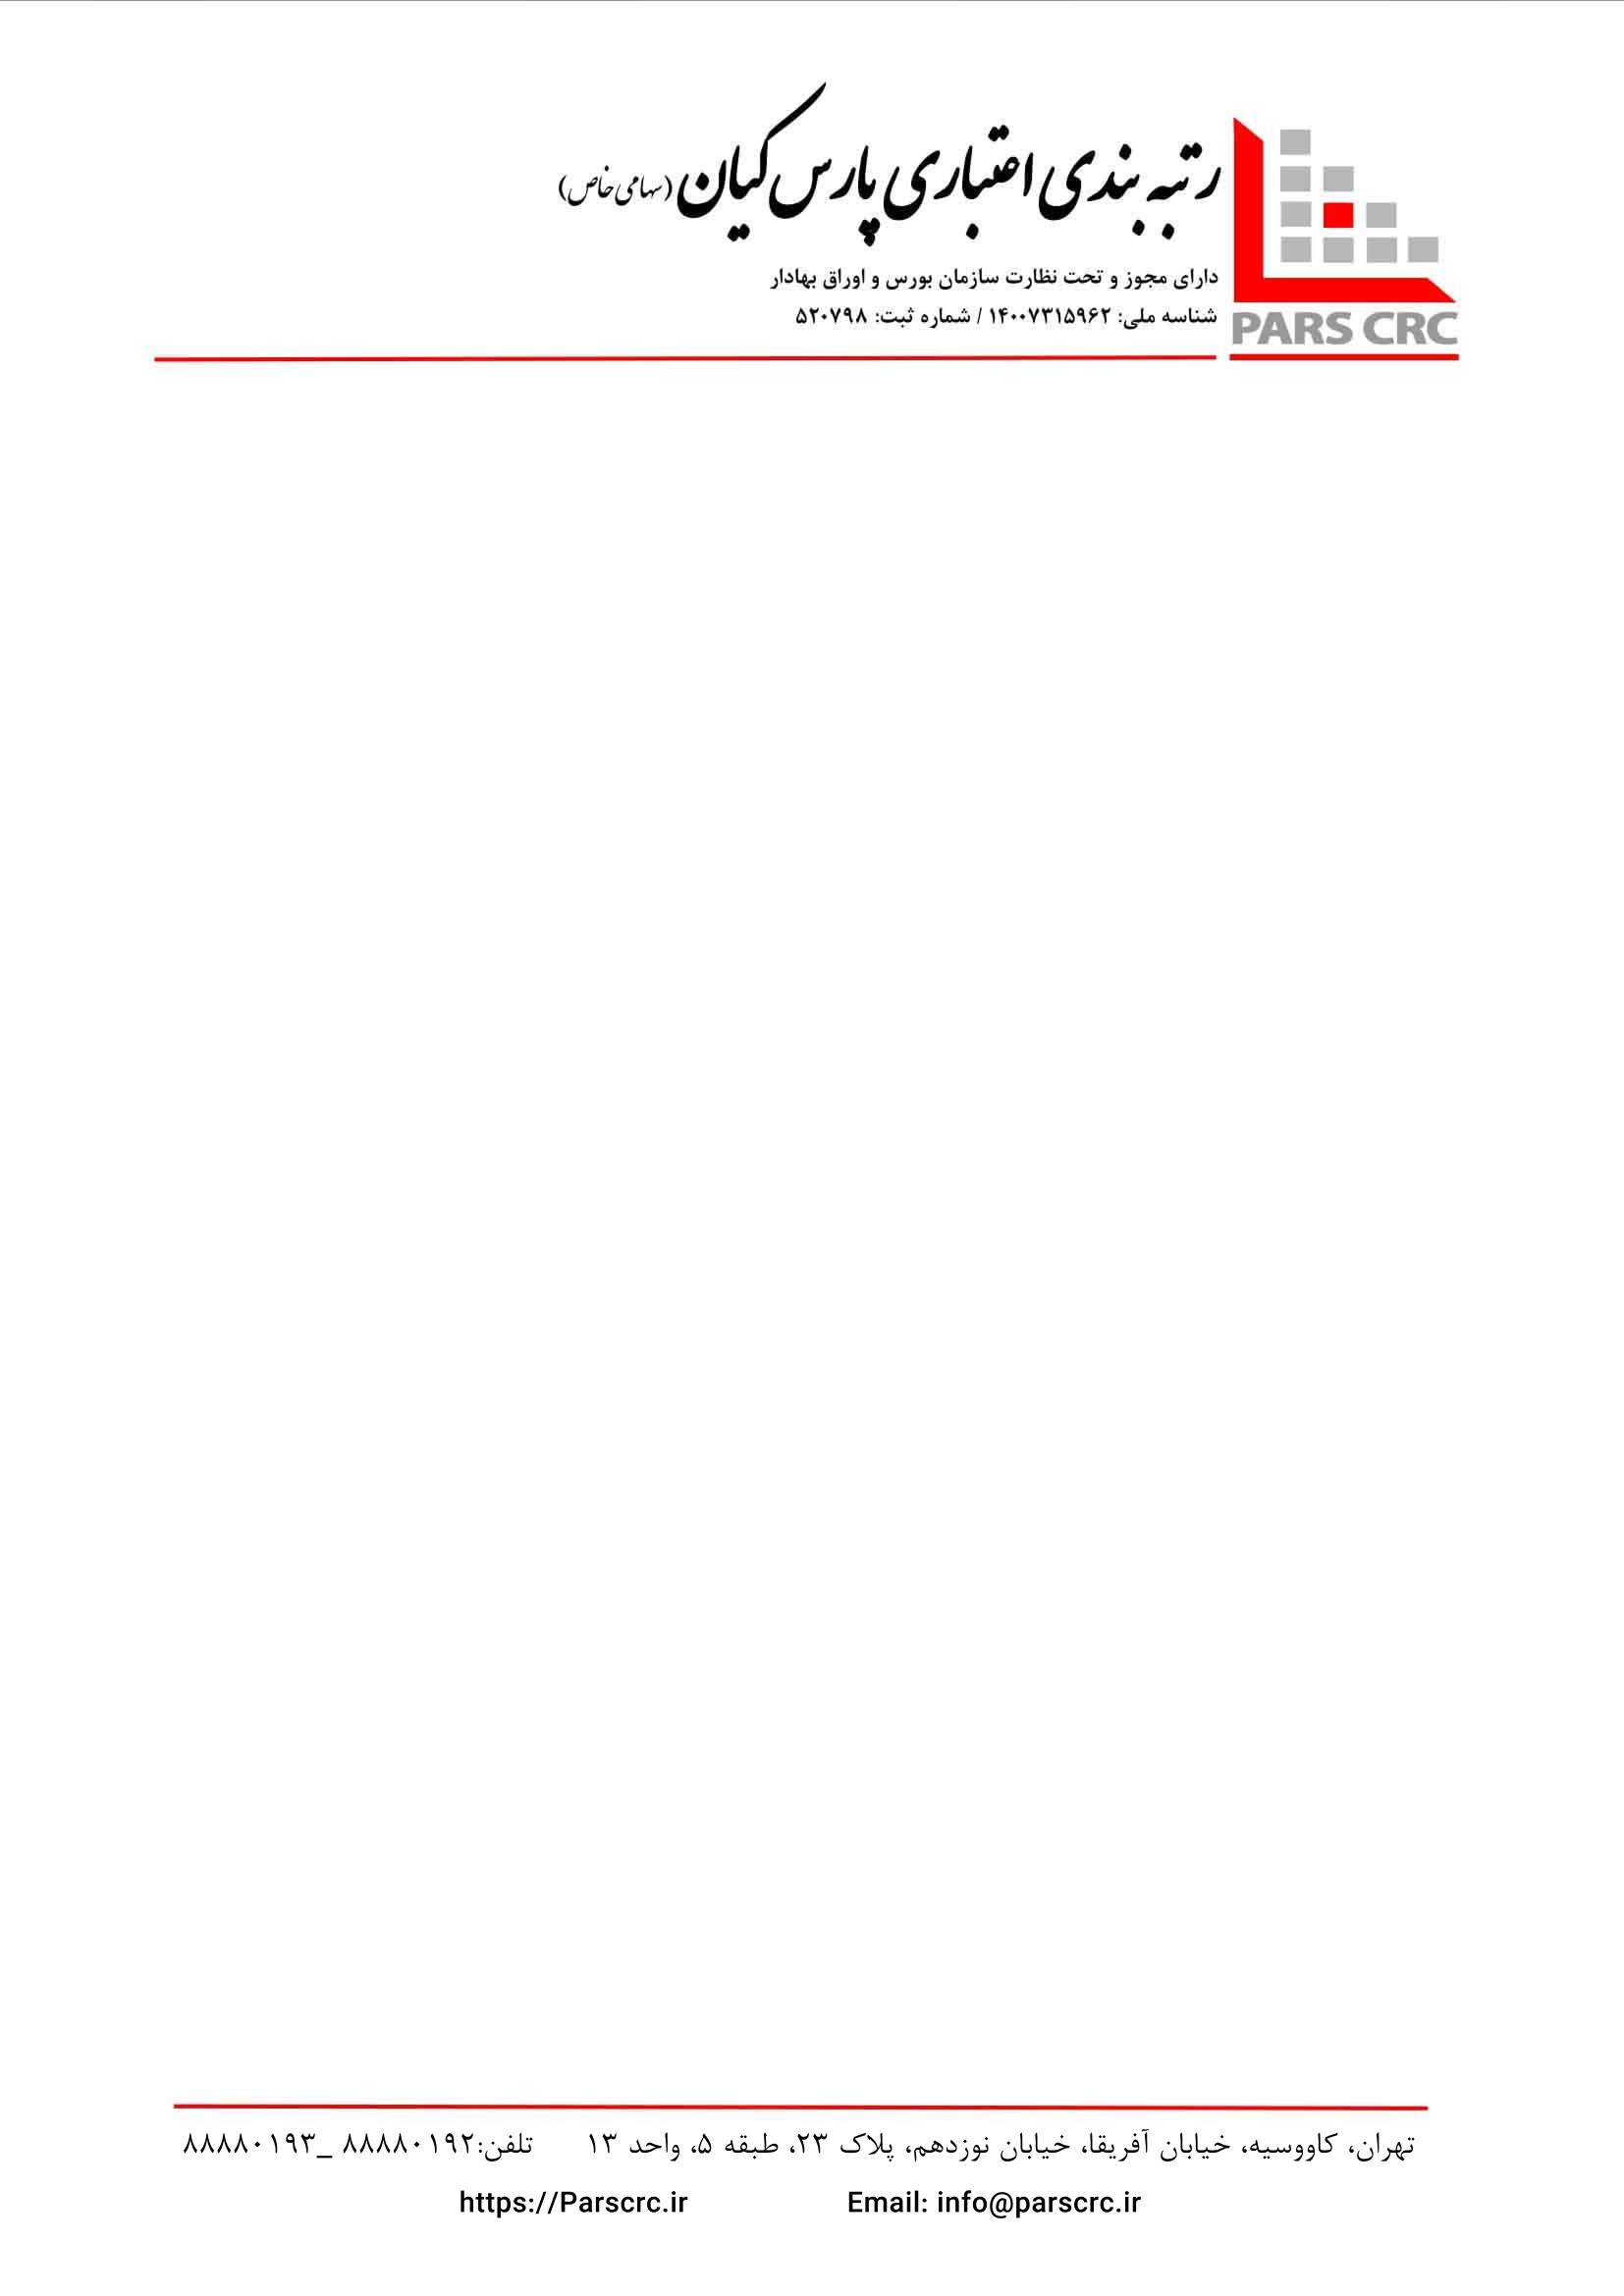 رتبه بندی اعتباری پارس کیان (سهامی خاص)
دارای مجوز و تحت نظارت سازمان بورس و اوراق بهادار
شناسه ملی: ۱۴۰۰۷۳۱۵۹۶۲ / شماره ثبت: ۵۲۰۷۹۸
PARS CRC
تهران، کاووسیه، خیابان آفریقا، خیابان نوزدهم، پلاک ۲۳، طبقه ۵، واحد ۱۳ تلفن:۸۸۸۸۰۱۹۲ _۸۸۸۸۰۱۹۳
https://Parscrc.ir Email: info@parscrc.ir